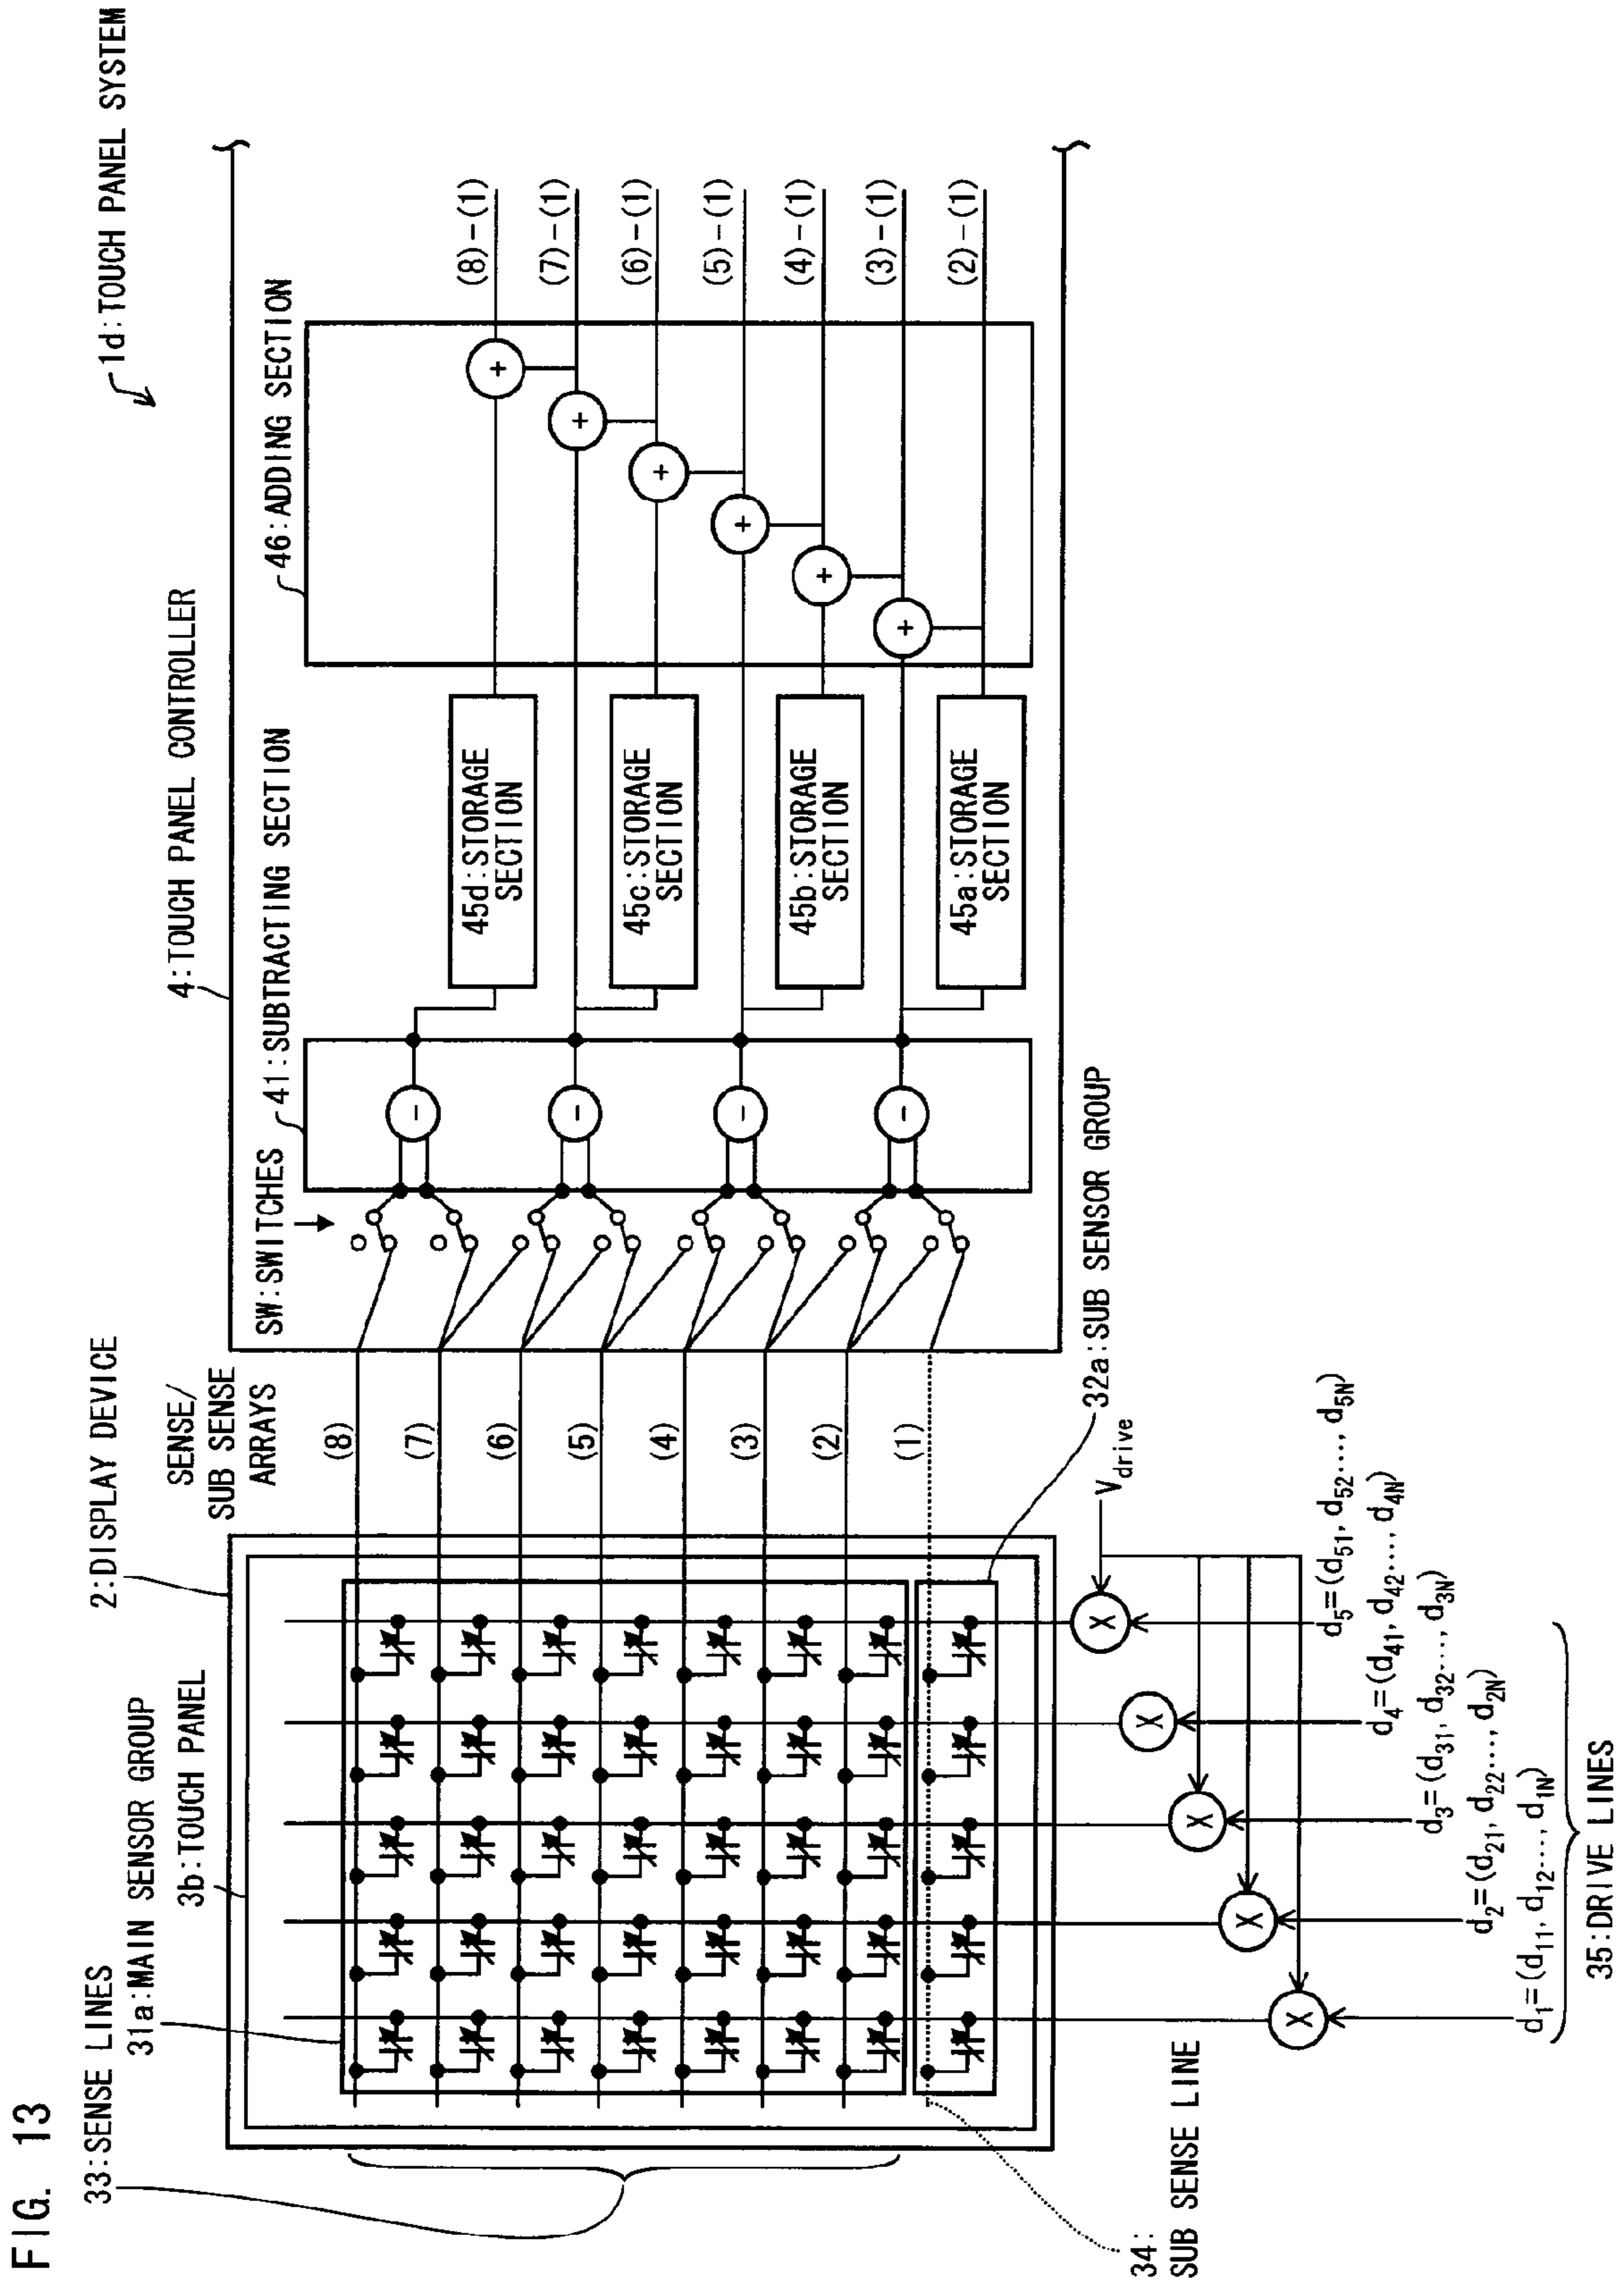 FIG. 13
1d:TOUCH PANEL SYSTEM
2:DISPLAY DEVICE
4:TOUCH PANEL CONTROLLER
33:SENSE LINES
31a:MAIN SENSOR GROUP
3b:TOUCH PANEL
SENSE/
SUB SENSE
ARRAYS
SW:SWITCHES
41:SUBTRACTING SECTION
46:ADDING SECTION
(8)
(7)
(6)
(5)
(4)
(3)
(2)
(1)
-
-
-
-
45d:STORAGE
SECTION
45c:STORAGE
SECTION
45b:STORAGE
SECTION
45a:STORAGE
SECTION
+
+
+
+
+
+
(8)-(1)
(7)-(1)
(6)-(1)
(5)-(1)
(4)-(1)
(3)-(1)
(2)-(1)
32a:SUB SENSOR GROUP
Vdrive
X
X
X
X
X
d5=(d51, d52..., d5N)
d4=(d41, d42..., d4N)
d3=(d31, d32..., d3N)
d2=(d21, d22..., d2N)
d1=(d11, d12..., d1N)
35:DRIVE LINES
34:
SUB SENSE LINE